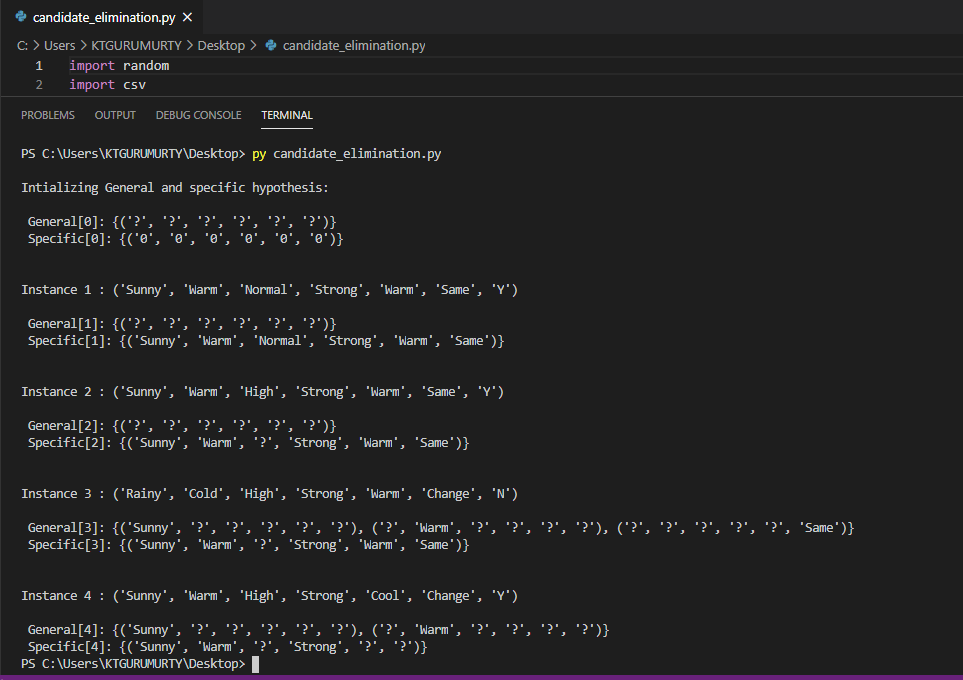 candidate_elimination.py
C: > Users > KTGURUMURTY > Desktop > candidate_elimination.py
1 import random
2 import csv
PROBLEMS OUTPUT DEBUG CONSOLE TERMINAL
PS C:\Users\KTGURUMURTY\Desktop> py candidate_elimination.py
Intializing General and specific hypothesis:
General[0]: {('?', '?', '?', '?', '?', '?')}
Specific[0]: {('0', '0', '0', '0', '0', '0')}
Instance 1 : ('Sunny', 'Warm', 'Normal', 'Strong', 'Warm', 'Same', 'Y')
General[1]: {('?', '?', '?', '?', '?', '?')}
Specific[1]: {('Sunny', 'Warm', 'Normal', 'Strong', 'Warm', 'Same')}
Instance 2 : ('Sunny', 'Warm', 'High', 'Strong', 'Warm', 'Same', 'Y')
General[2]: {('?', '?', '?', '?', '?', '?')}
Specific[2]: {('Sunny', 'Warm', '?', 'Strong', 'Warm', 'Same')}
Instance 3 : ('Rainy', 'Cold', 'High', 'Strong', 'Warm', 'Change', 'N')
General[3]: {('Sunny', '?', '?', '?', '?', '?'), ('?', 'Warm', '?', '?', '?', '?'), ('?', '?', '?', '?', '?', 'Same')}
Specific[3]: {('Sunny', 'Warm', '?', 'Strong', 'Warm', 'Same')}
Instance 4 : ('Sunny', 'Warm', 'High', 'Strong', 'Cool', 'Change', 'Y')
General[4]: {('Sunny', '?', '?', '?', '?', '?'), ('?', 'Warm', '?', '?', '?', '?')}
Specific[4]: {('Sunny', 'Warm', '?', 'Strong', '?', '?')}
PS C:\Users\KTGURUMURTY\Desktop>